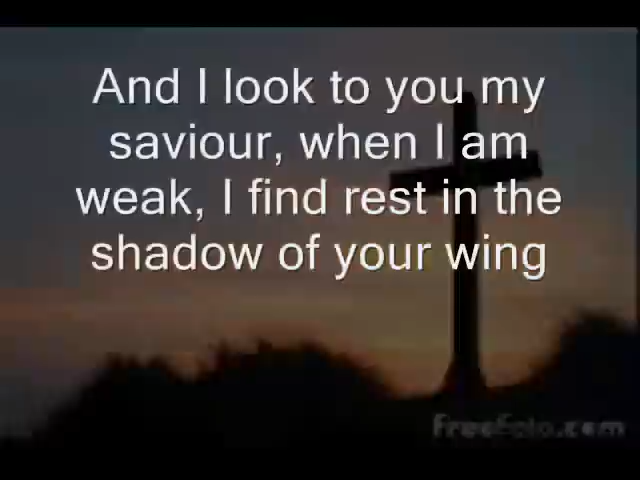 And I look to you my
saviour, when I am
weak, I find rest in the
shadow of your wing
FreeFoto.com